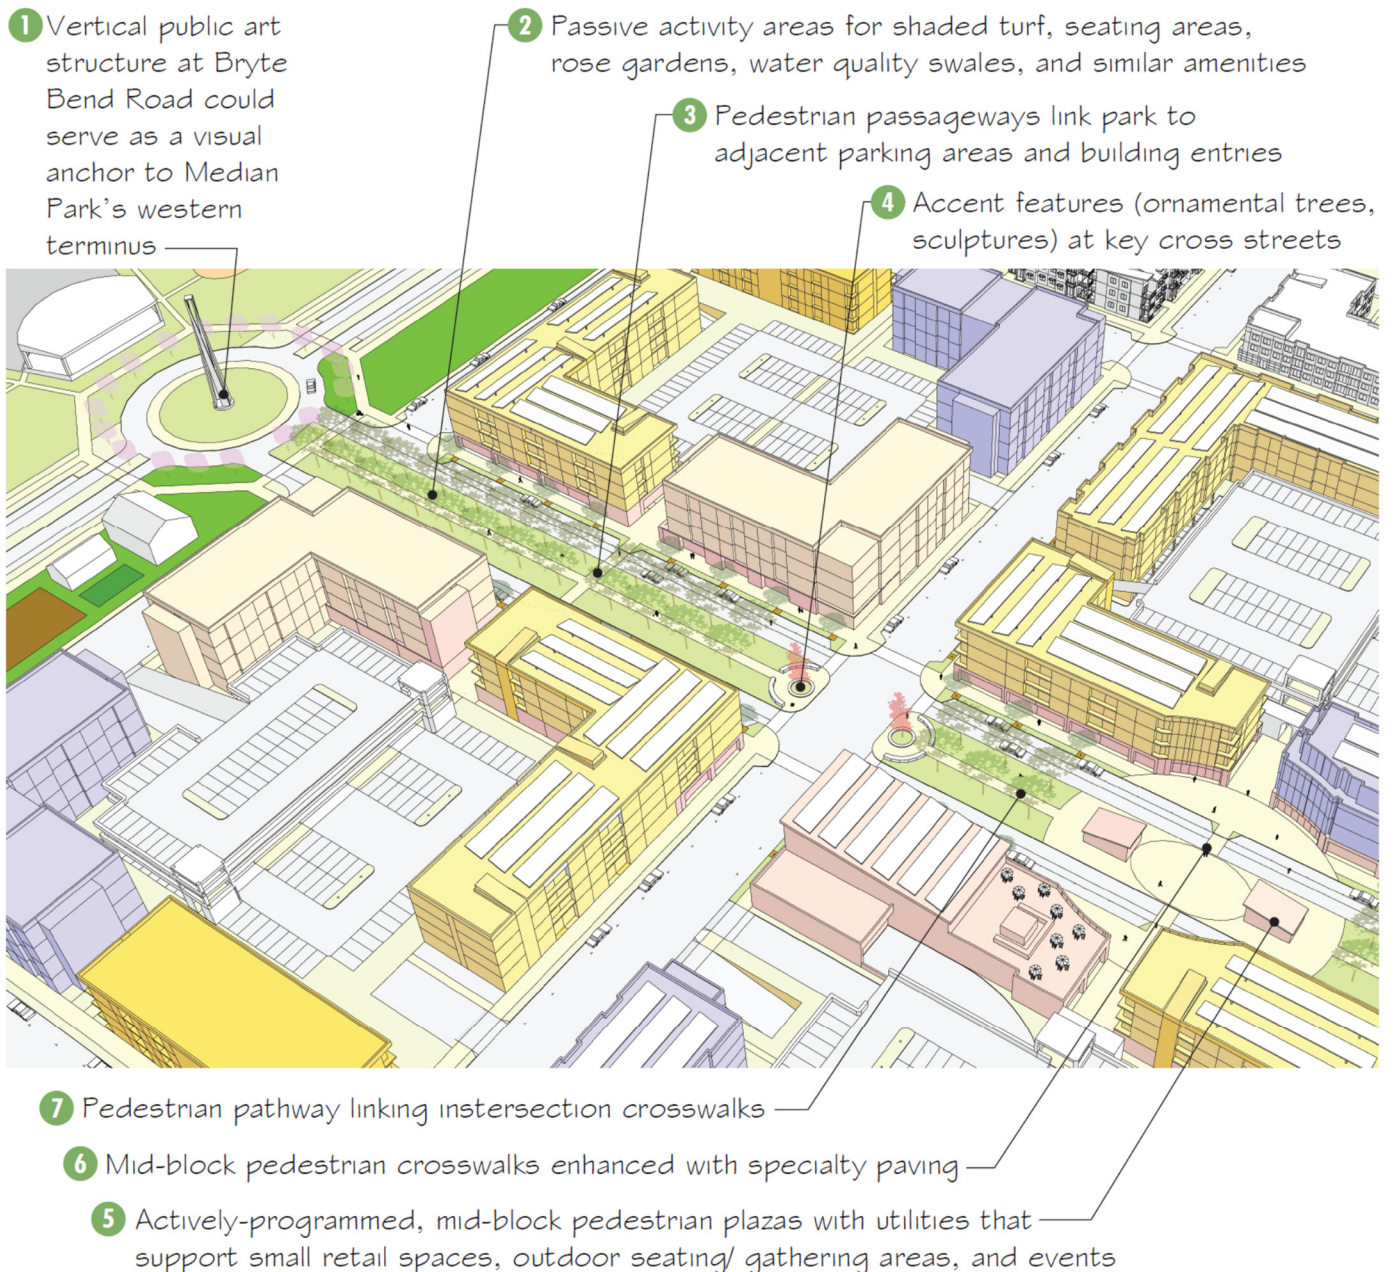 1 Vertical public art
structure at Bryte
Bend Road could
serve as a visual
anchor to Median
Park's western
terminus
2 Passive activity areas for shaded turf, seating areas,
rose gardens, water quality swales, and similar amenities
3 Pedestrian passageways link park to
adjacent parking areas and building entries
4 Accent features (ornamental trees,
sculptures) at key cross streets
7 Pedestrian pathway linking instersection crosswalks
6 Mid-block pedestrian crosswalks enhanced with specialty paving
5 Actively-programmed, mid-block pedestrian plazas with utilities that
support small retail spaces, outdoor seating/ gathering areas, and events